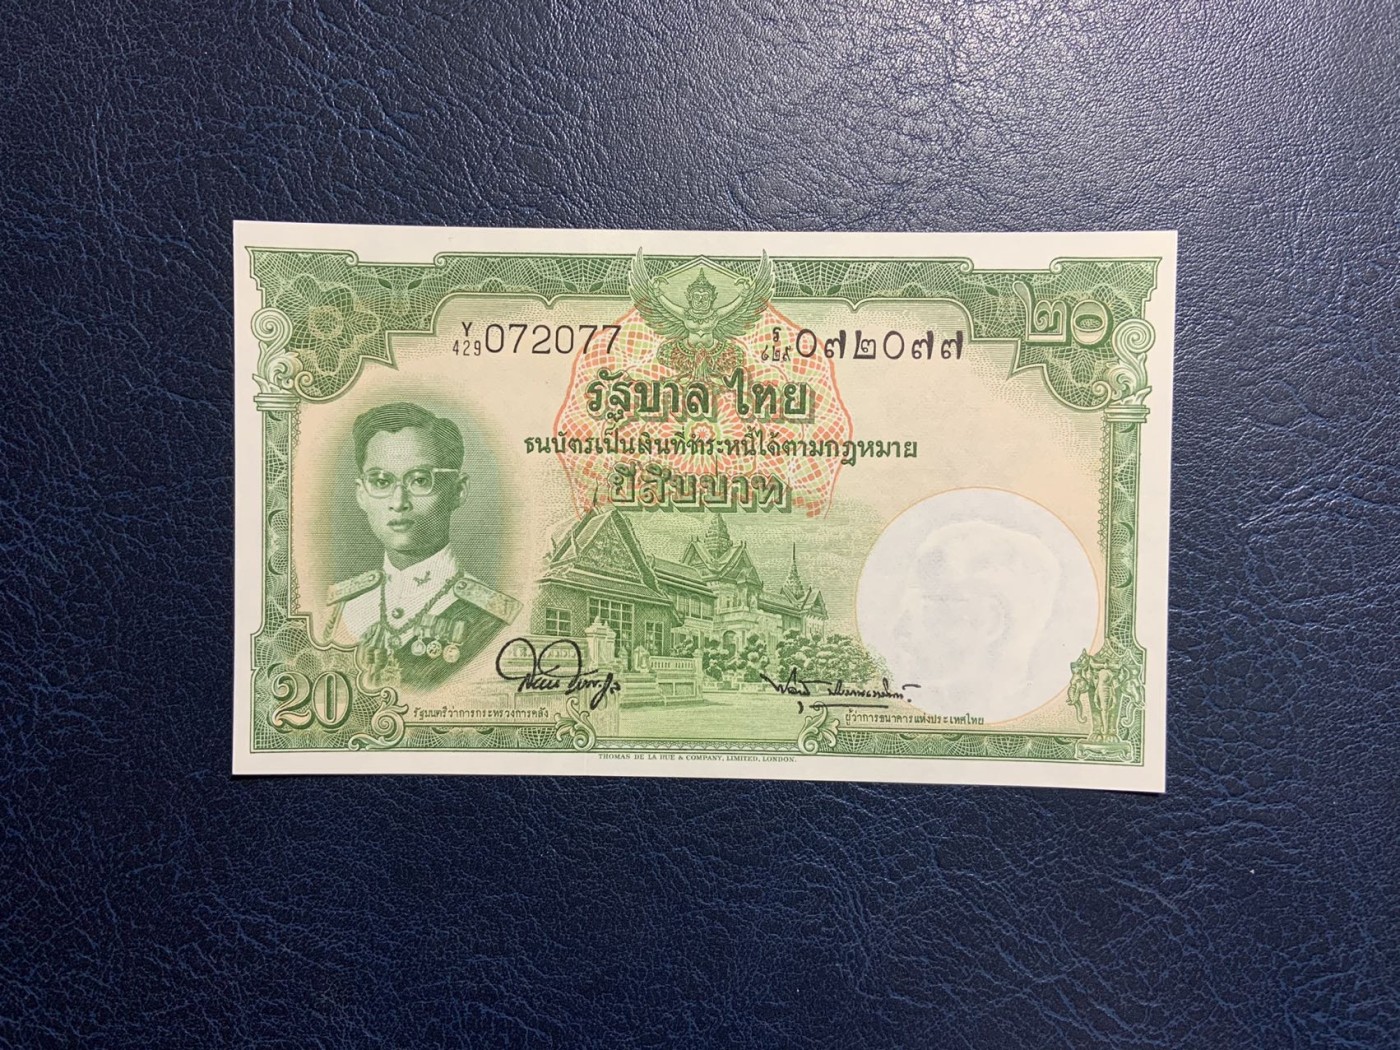 ๒๐
Y
429 072077
ร
๔๒๙ ๐๗๒๐๗๗
รัฐบาลไทย
ธนบัตรเป็นเงินที่ชำระหนี้ได้ตามกฎหมาย
ยี่สิบบาท
20
รัฐมนตรีว่าการกระทรวงการคลัง
ผู้ว่าการธนาคารแห่งประเทศไทย
THOMAS DE LA RUE & COMPANY, LIMITED, LONDON.